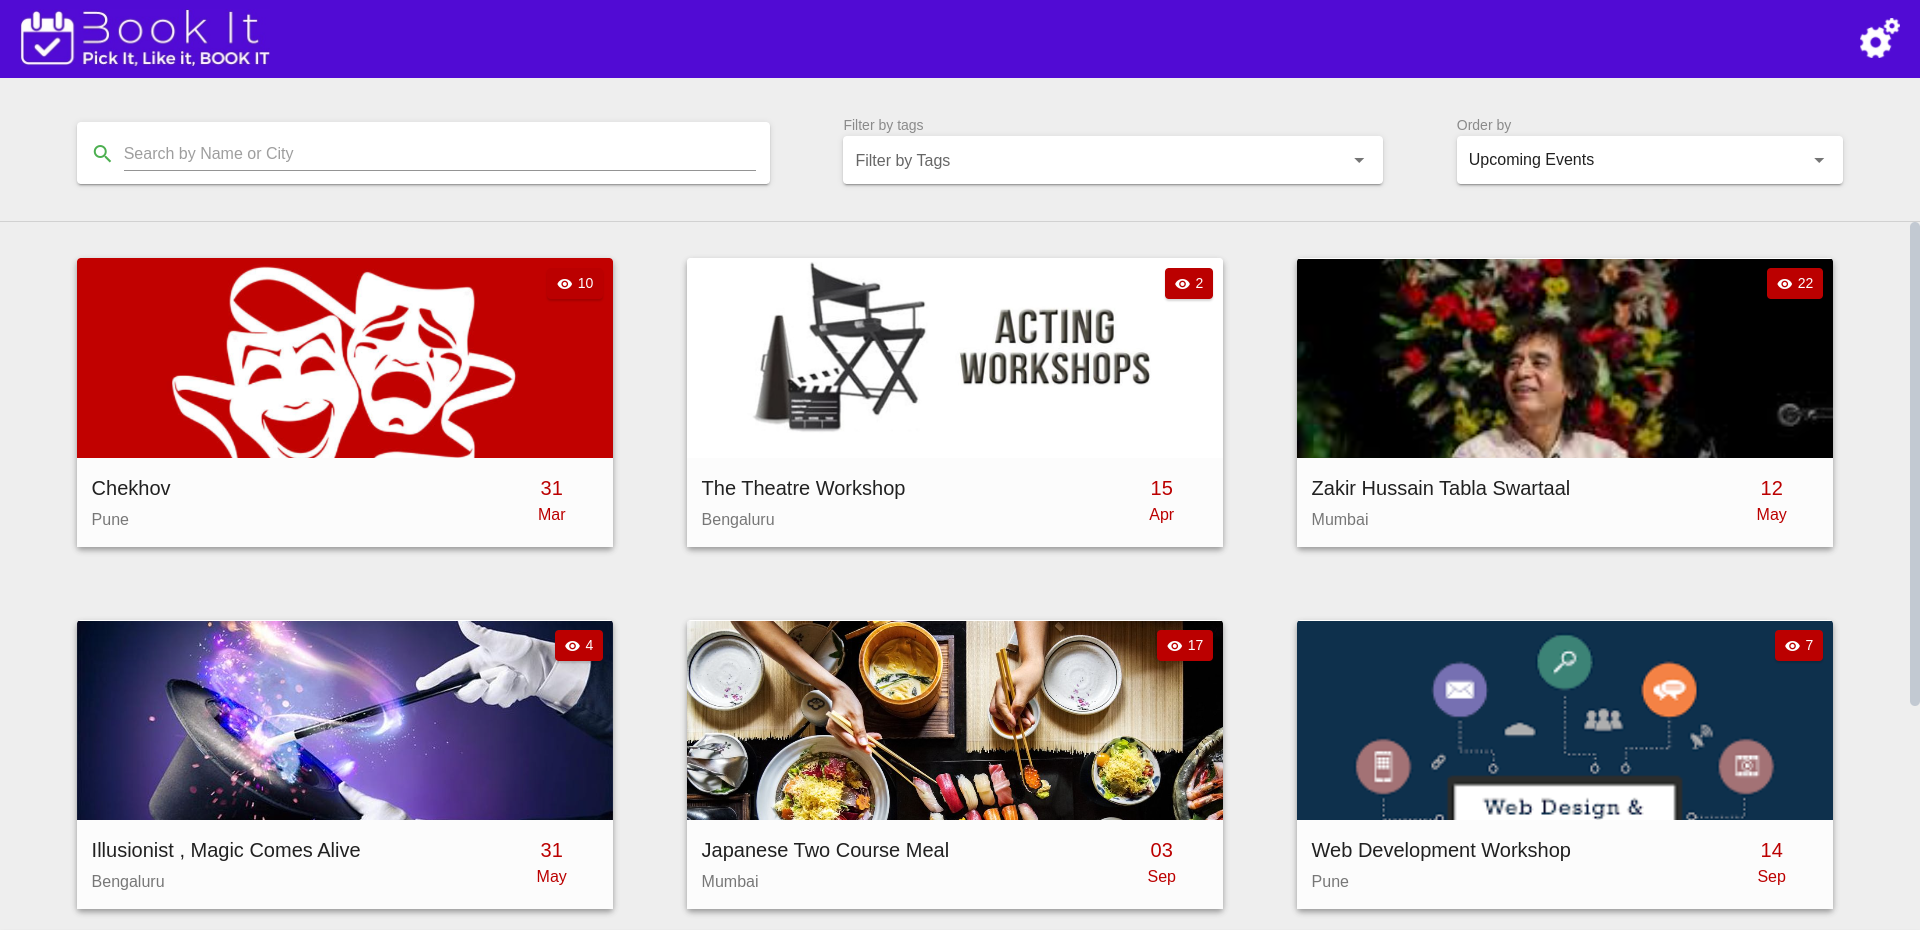 Book It
Pick It, Like it, BOOK IT
Search by Name or City
Filter by tags
Filter by Tags
Order by
Upcoming Events
10
Chekhov
Pune
31
Mar
2
ACTING
WORKSHOPS
The Theatre Workshop
Bengaluru
15
Apr
22
Zakir Hussain Tabla Swartaal
Mumbai
12
May
4
Illusionist , Magic Comes Alive
Bengaluru
31
May
17
Japanese Two Course Meal
Mumbai
03
Sep
7
Web Design &
Web Development Workshop
Pune
14
Sep